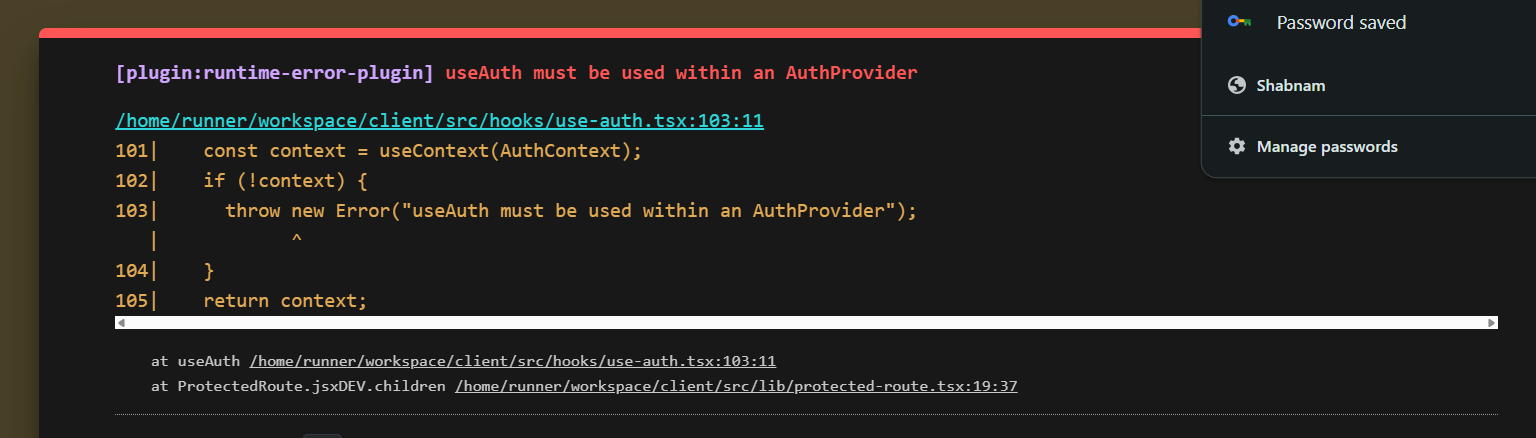 [plugin:runtime-error-plugin] useAuth must be used within an AuthProvider
/home/runner/workspace/client/src/hooks/use-auth.tsx:103:11
101|    const context = useContext(AuthContext);
102|    if (!context) {
103|      throw new Error("useAuth must be used within an AuthProvider");
   |            ^
104|    }
105|    return context;
at useAuth /home/runner/workspace/client/src/hooks/use-auth.tsx:103:11
at ProtectedRoute.jsxDEV.children /home/runner/workspace/client/src/lib/protected-route.tsx:19:37
Password saved
Shabnam
Manage passwords